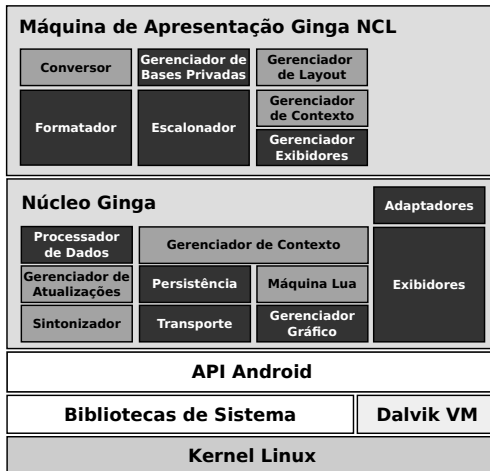 Máquina de Apresentação Ginga NCL
Conversor
Gerenciador de
Bases Privadas
Gerenciador
de Layout
Formatador
Escalonador
Gerenciador
de Contexto
Gerenciador
Exibidores
Núcleo Ginga
Adaptadores
Processador
de Dados
Gerenciador de Contexto
Exibidores
Gerenciador de
Atualizações
Persistência
Máquina Lua
Sintonizador
Transporte
Gerenciador
Gráfico
API Android
Bibliotecas de Sistema
Dalvik VM
Kernel Linux